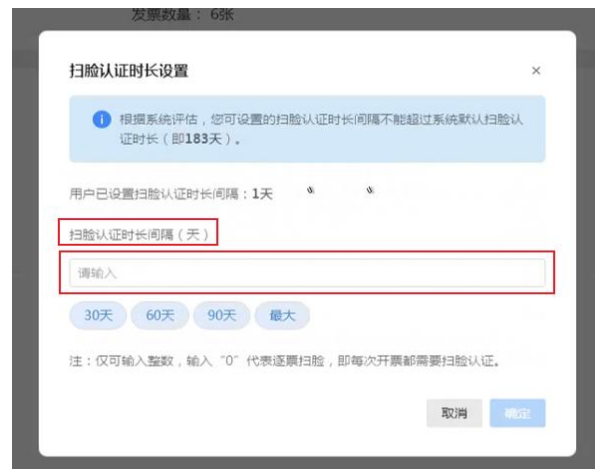 发票数量： 6张
扫脸认证时长设置
×
根据系统评估，您可设置的扫脸认证时长间隔不能超过系统默认扫脸认
证时长（即183天）。
用户已设置扫脸认证时长间隔：1天
扫脸认证时长间隔（天）
请输入
30天 60天 90天 最大
注：仅可输入整数，输入“0”代表逐票扫脸，即每次开票都需要扫脸认证。
取消 确定